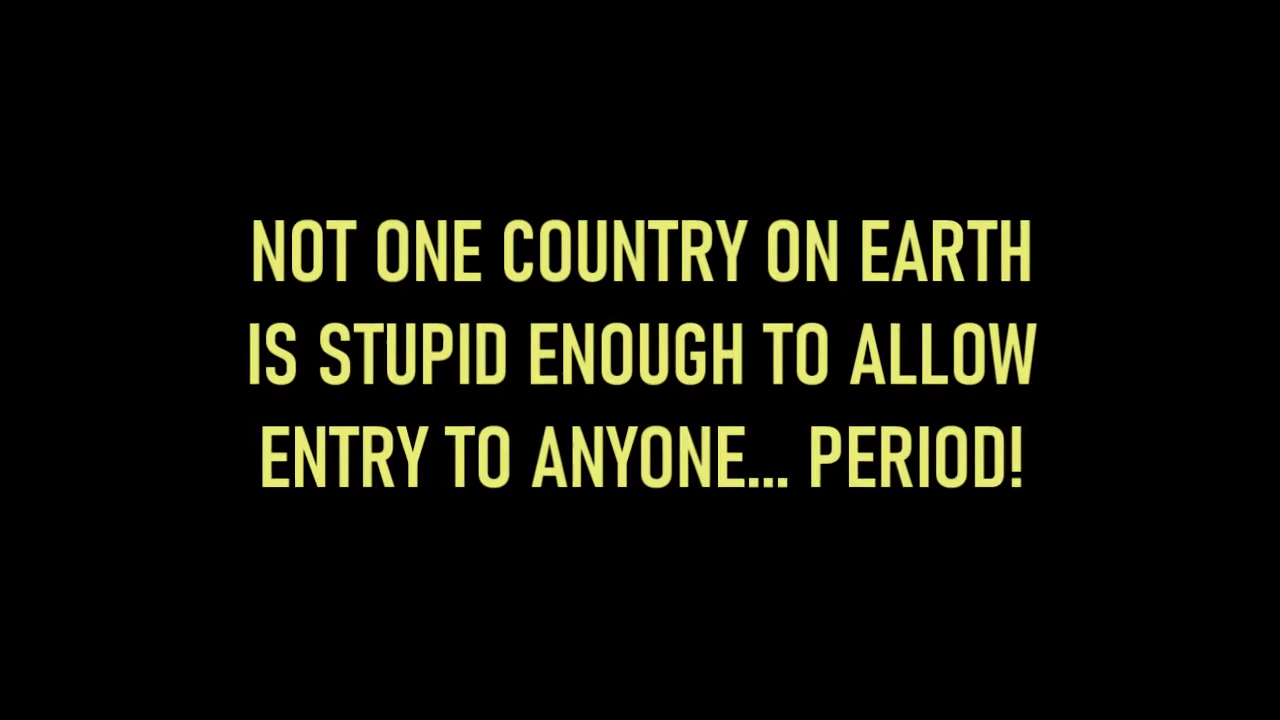 NOT ONE COUNTRY ON EARTH
IS STUPID ENOUGH TO ALLOW
ENTRY TO ANYONE... PERIOD!